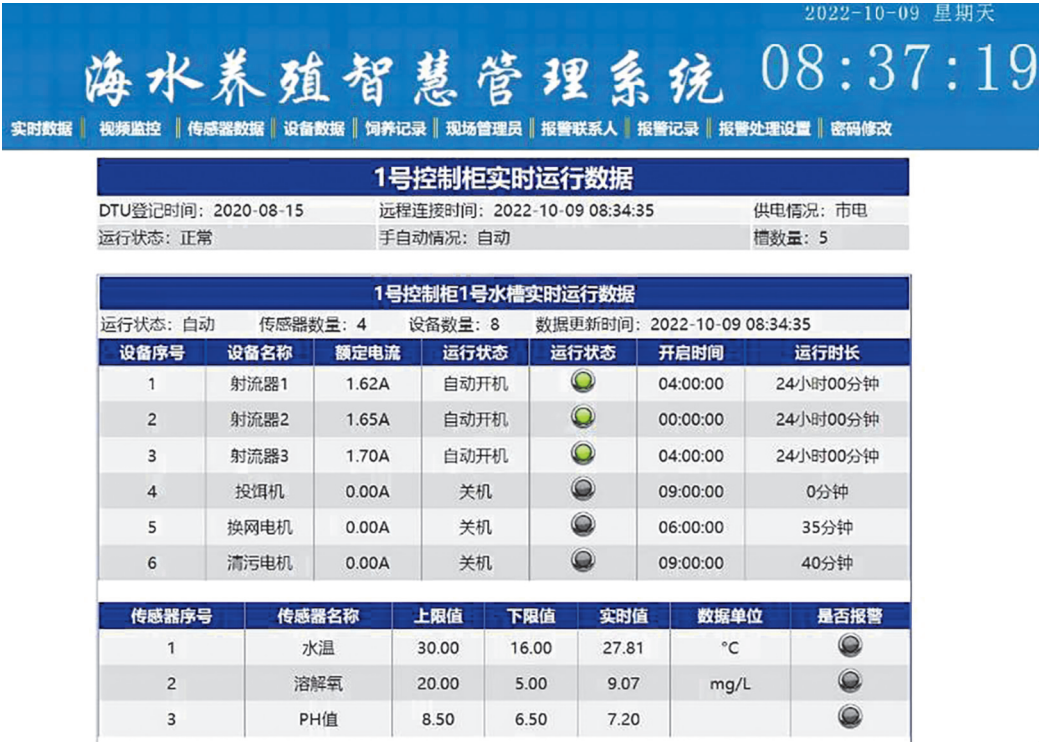 2022-10-09 星期天
海水养殖智慧管理系统 08:37:19
实时数据 视频监控 传感器数据 设备数据 饲养记录 现场管理员 报警联系人 报警记录 报警处理设置 密码修改
1号控制柜实时运行数据
DTU登记时间：2020-08-15 远程连接时间：2022-10-09 08:34:35 供电情况：市电
运行状态：正常 手自动情况：自动 槽数量：5
1号控制柜1号水槽实时运行数据
运行状态：自动 传感器数量：4 设备数量：8 数据更新时间：2022-10-09 08:34:35
设备序号 设备名称 额定电流 运行状态 运行状态 开启时间 运行时长
1 射流器1 1.62A 自动开机 04:00:00 24小时00分钟
2 射流器2 1.65A 自动开机 00:00:00 24小时00分钟
3 射流器3 1.70A 自动开机 04:00:00 24小时00分钟
4 投饵机 0.00A 关机 09:00:00 0分钟
5 换网电机 0.00A 关机 06:00:00 35分钟
6 清污电机 0.00A 关机 09:00:00 40分钟
传感器序号 传感器名称 上限值 下限值 实时值 数据单位 是否报警
1 水温 30.00 16.00 27.81 °C
2 溶解氧 20.00 5.00 9.07 mg/L
3 PH值 8.50 6.50 7.20